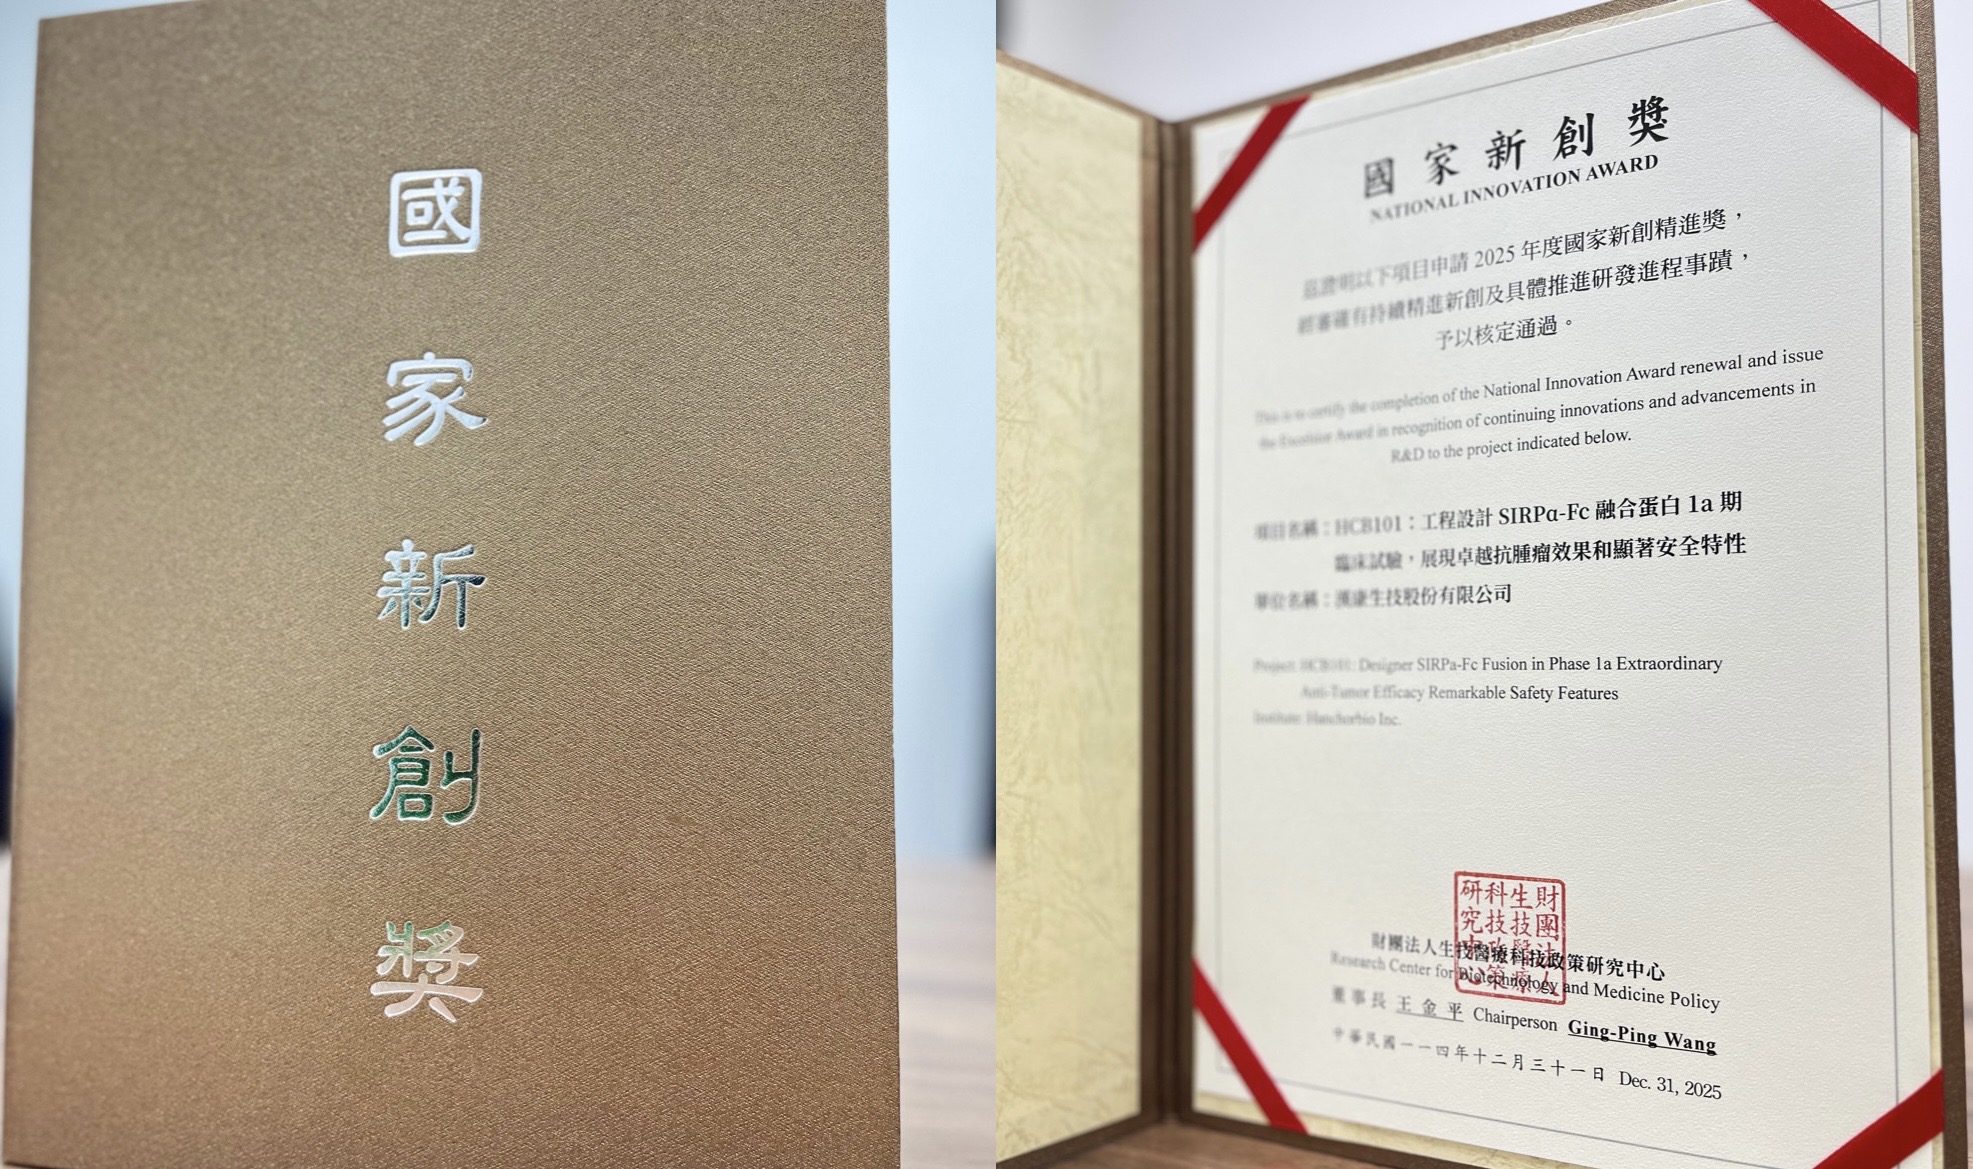 國家新創獎
國家新創獎
NATIONAL INNOVATION AWARD
茲證明以下項目申請 2025 年度國家新創精進獎，
經審確有持續精進新創及具體推進研發進程事蹟，
予以核定通過。
This is to certify the completion of the National Innovation Award renewal and issue
the Excelsior Award in recognition of continuing innovations and advancements in
R&D to the project indicated below.
項目名稱：HCB101：工程設計 SIRPα-Fc 融合蛋白 1a 期
臨床試驗，展現卓越抗腫瘤效果和顯著安全特性
單位名稱：漢康生技股份有限公司
Project: HCB101: Designer SIRPa-Fc Fusion in Phase 1a Extraordinary
Anti-Tumor Efficacy Remarkable Safety Features
Institute: Hanchorbio Inc.
財團法人生技醫療科技政策研究中心
Research Center for Biotechnology and Medicine Policy
董事長 王金平 Chairperson Ging-Ping Wang
中華民國一一四年十二月三十一日 Dec. 31, 2025